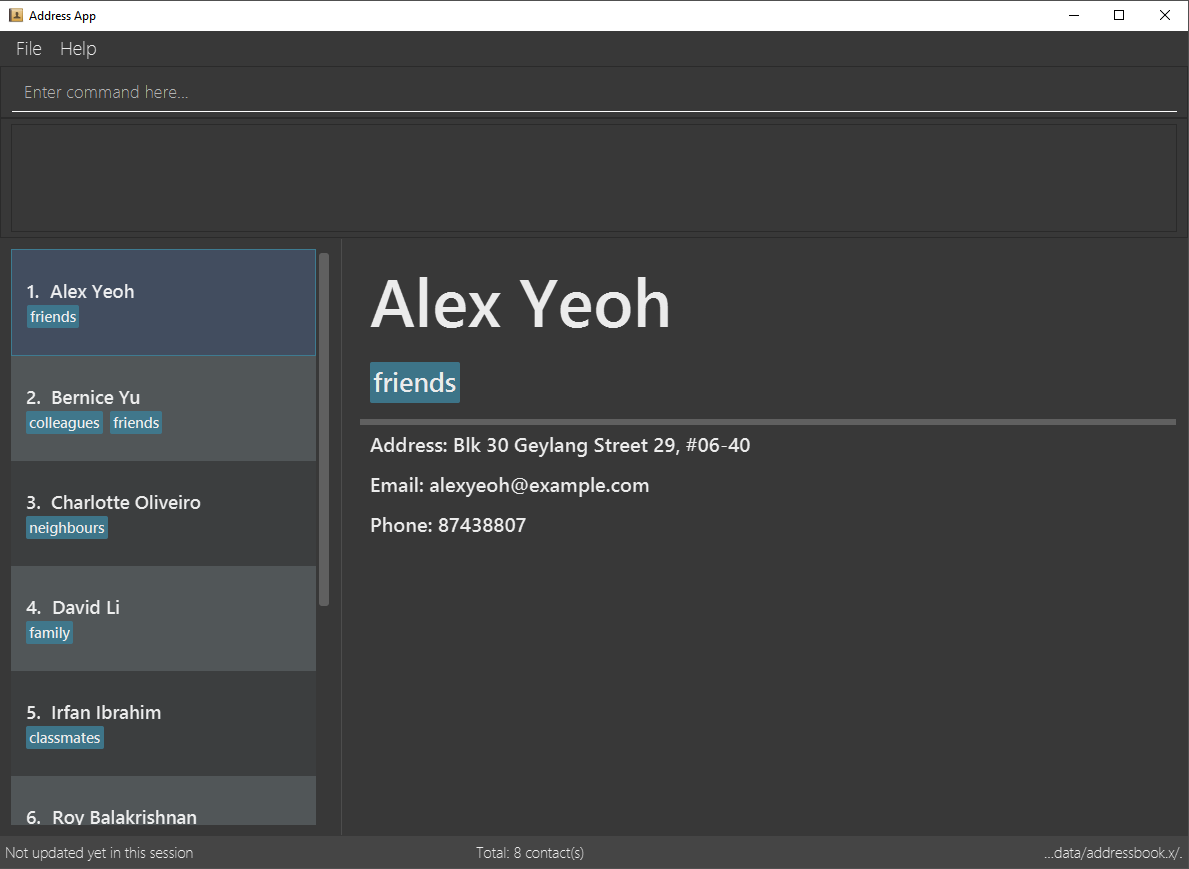 Address App
File Help
Enter command here...
1. Alex Yeoh
friends
2. Bernice Yu
colleagues friends
3. Charlotte Oliveiro
neighbours
4. David Li
family
5. Irfan Ibrahim
classmates
6. Roy Balakrishnan
Alex Yeoh
friends
Address: Blk 30 Geylang Street 29, #06-40
Email: alexyeoh@example.com
Phone: 87438807
Not updated yet in this session
Total: 8 contact(s)
...data/addressbook.x/.